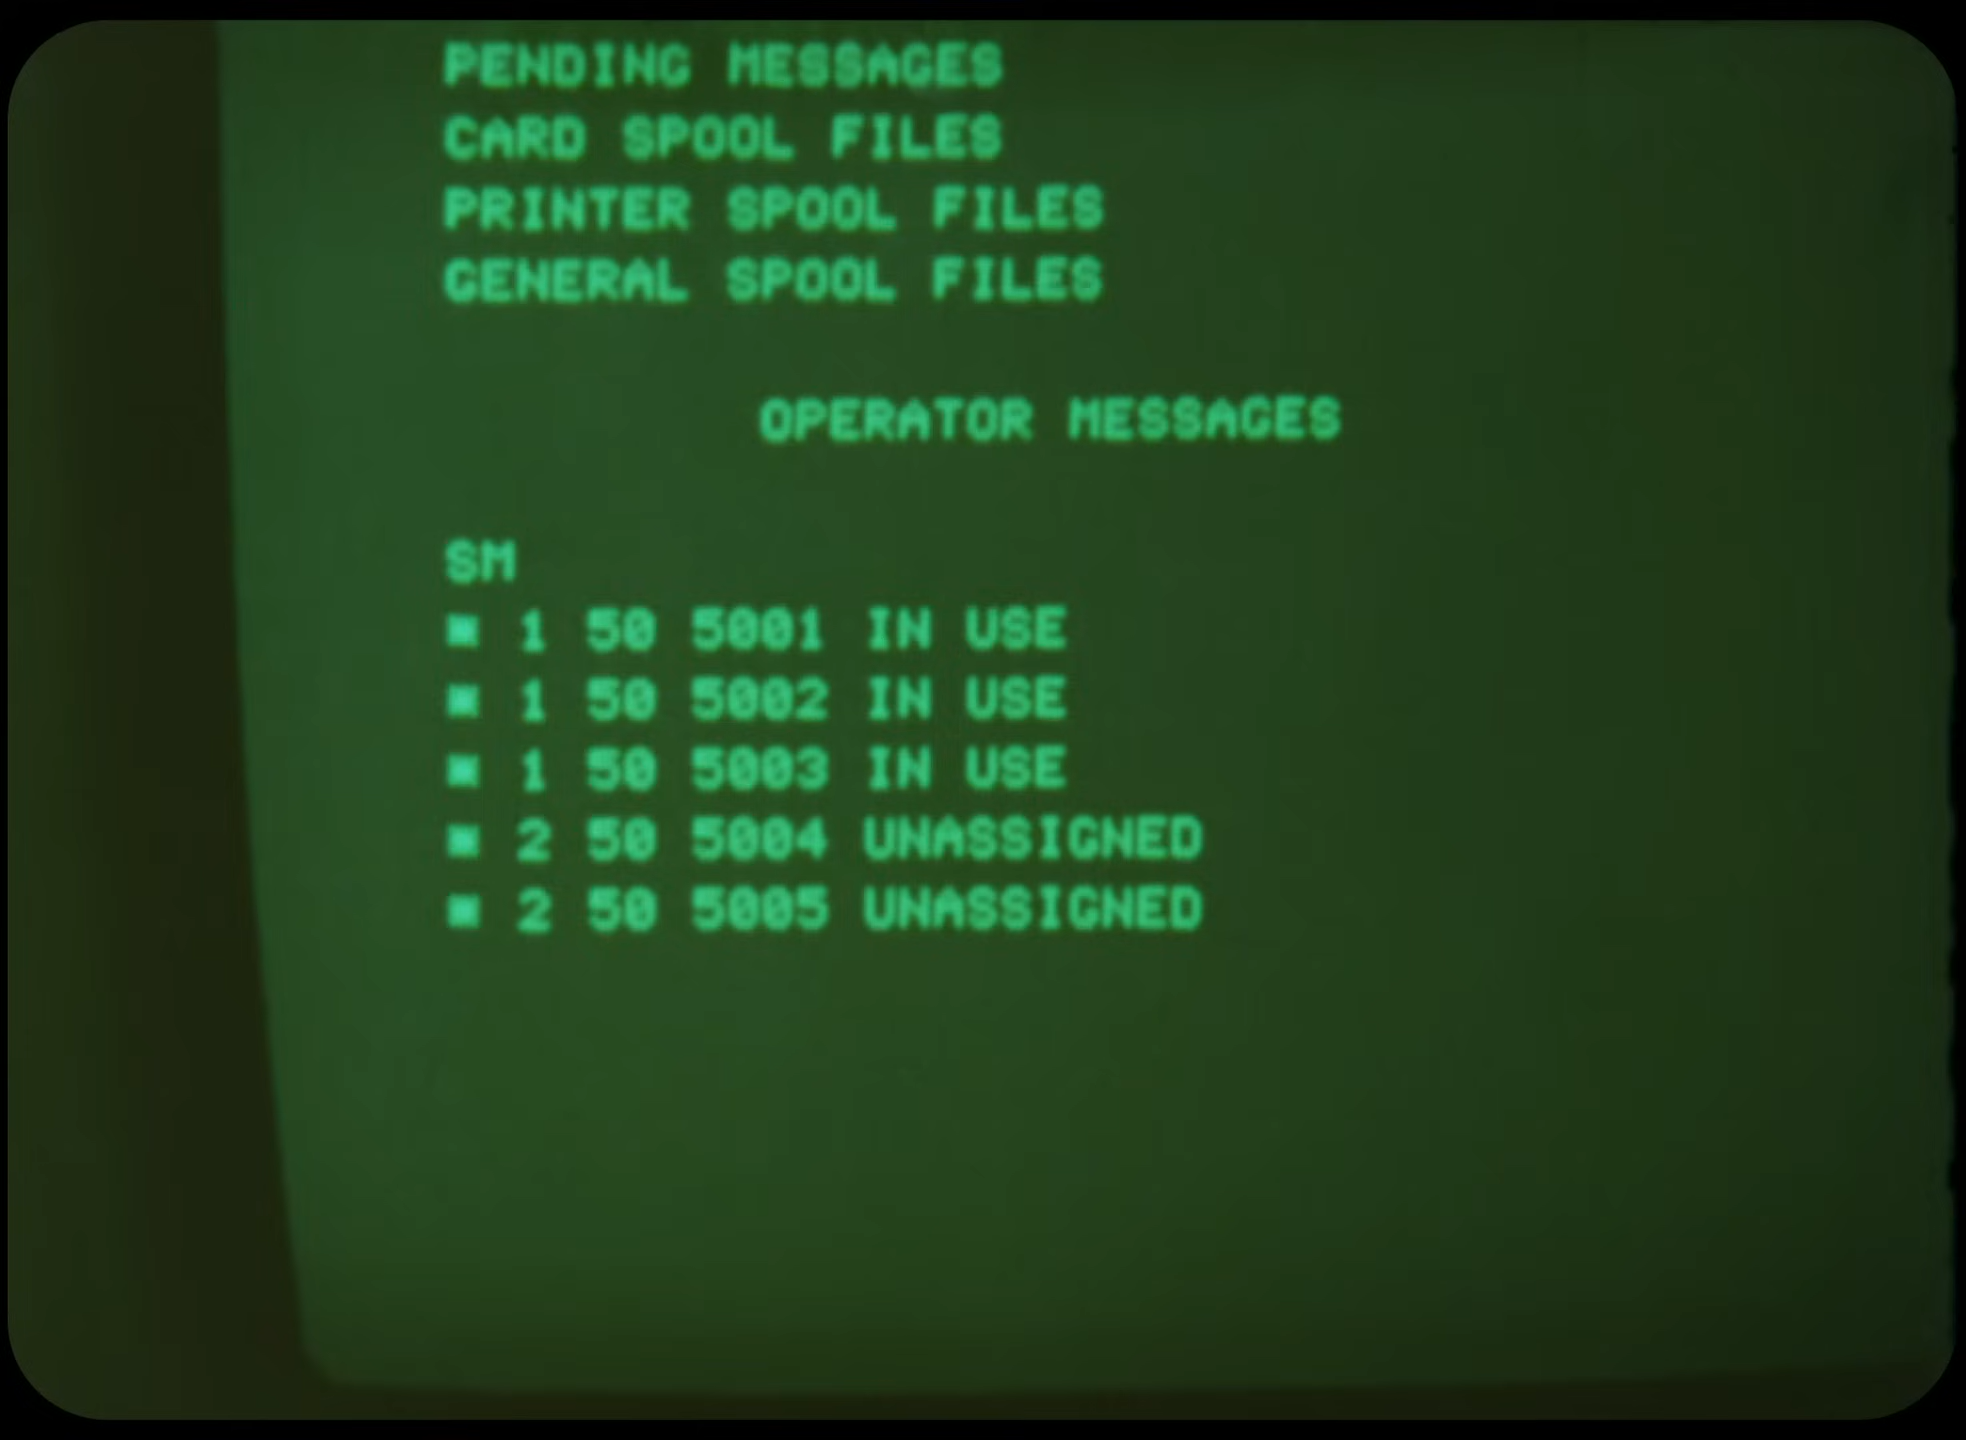 PENDING MESSAGES
CARD SPOOL FILES
PRINTER SPOOL FILES
GENERAL SPOOL FILES
OPERATOR MESSAGES
SM
■ 1 50 5001 IN USE
■ 1 50 5002 IN USE
■ 1 50 5003 IN USE
■ 2 50 5004 UNASSIGNED
■ 2 50 5005 UNASSIGNED